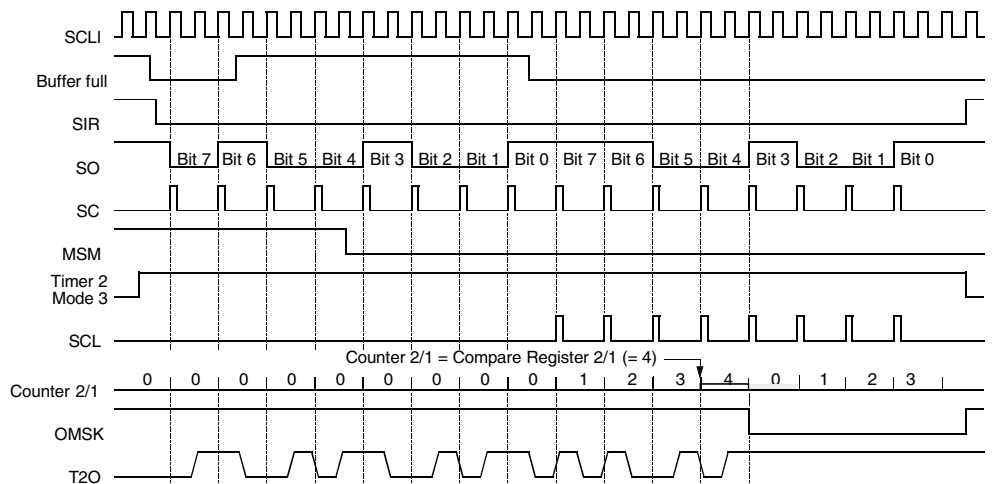 SCLI
Buffer full
SIR
Bit 7 Bit 6 Bit 5 Bit 4 Bit 3 Bit 2 Bit 1 Bit 0 Bit 7 Bit 6 Bit 5 Bit 4 Bit 3 Bit 2 Bit 1 Bit 0
SO
SC
MSM
Timer 2
Mode 3
SCL
Counter 2/1 = Compare Register 2/1 (= 4)
0 0 0 0 0 0 0 0 0 1 2 3 4 0 1 2 3
Counter 2/1
OMSK
T2O